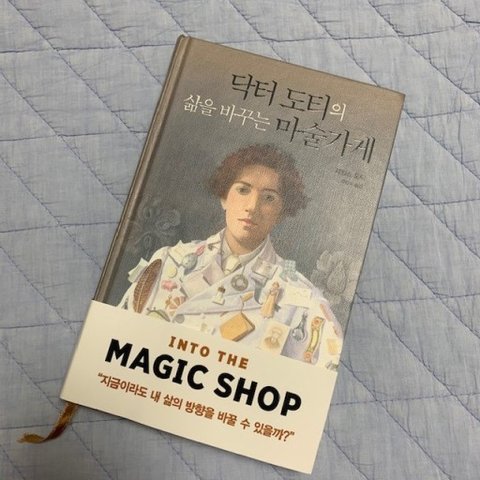 닥터 도티의
삶을 바꾸는 마술가게
INTO THE
MAGIC SHOP
"지금이라도 내 삶의 방향을 바꿀 수 있을까?"